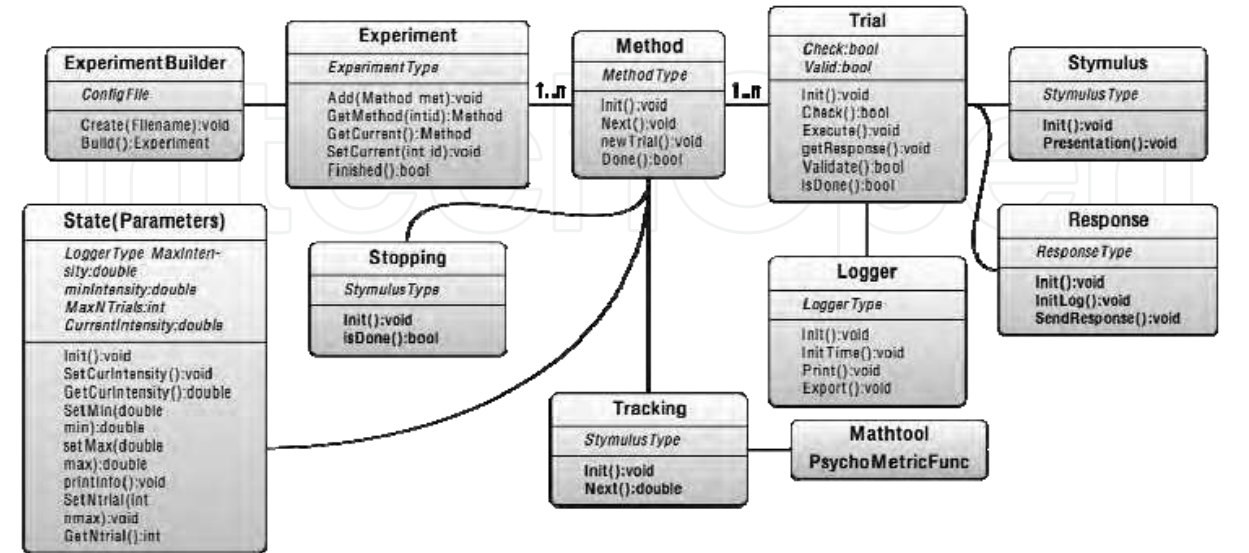 Experiment Builder
Config File
Create(Filename):void
Build():Experiment
Experiment
Experiment Type
Add(Method met):void
GetMethod(intid):Method
GetCurrent():Method
SetCurrent(int id):void
Finished():bool
1..n
Method
Method Type
Init():void
Next():void
newTrial():void
Done():bool
1..n
Trial
Check:bool
Valid:bool
Init():void
Check():bool
Execute():void
getResponse():void
Validate():bool
isDone():bool
Stymulus
Stymulus Type
Init():void
Presentation():void
State(Parameters)
Logger Type MaxInten-
sity:double
minIntensity:double
MaxNTrials:int
CurrentIntensity:double
Init():void
SetCurIntensity():void
GetCurIntensity():double
SetMin(double
min):double
setMax(double
max):double
printInfo():void
SetNtrial(int
nmax):void
GetNtrial():int
Stopping
Stymulus Type
Init():void
isDone():bool
Logger
Logger Type
Init():void
InitTime():void
Print():void
Export():void
Response
Response Type
Init():void
InitLog():void
SendResponse():void
Tracking
Stymulus Type
Init():void
Next():double
Mathtool
PsychoMetricFunc
intechopen